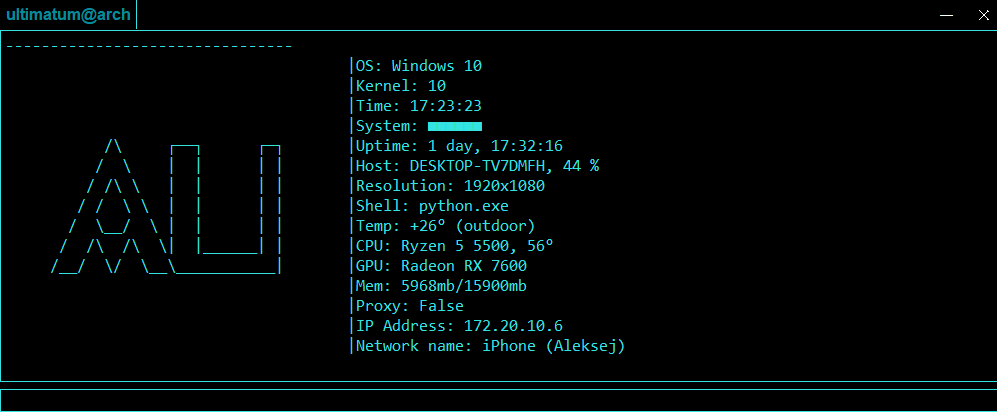 ultimatum@arch
--------------------------------
|OS: Windows 10
|Kernel: 10
|Time: 17:23:23
|System: ■■■■■■
|Uptime: 1 day, 17:32:16
|Host: DESKTOP-TV7DMFH, 44 %
|Resolution: 1920x1080
|Shell: python.exe
|Temp: +26° (outdoor)
|CPU: Ryzen 5 5500, 56°
|GPU: Radeon RX 7600
|Mem: 5968mb/15900mb
|Proxy: False
|IP Address: 172.20.10.6
|Network name: iPhone (Aleksej)